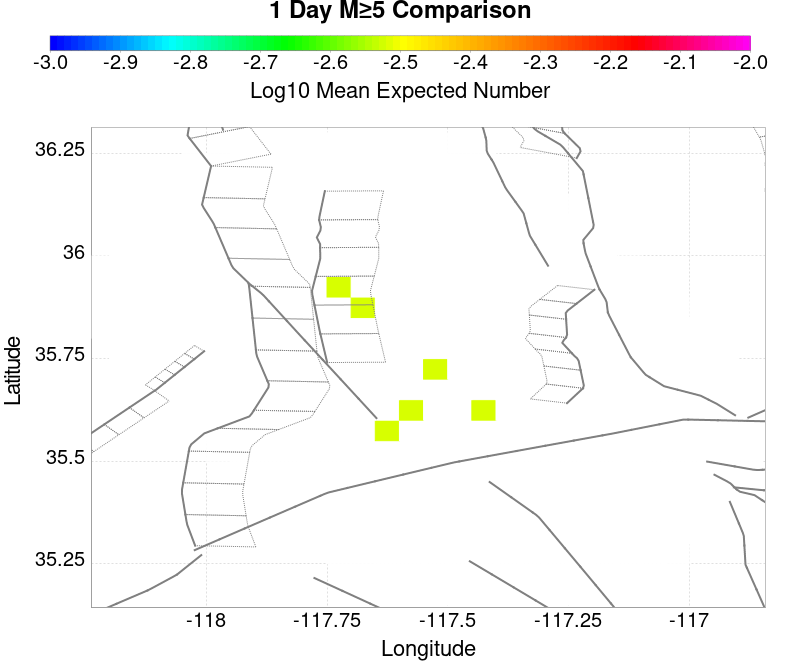 1 Day M≥5 Comparison
-3.0 -2.9 -2.8 -2.7 -2.6 -2.5 -2.4 -2.3 -2.2 -2.1 -2.0
Log10 Mean Expected Number
36.25
36
35.75
35.5
35.25
Latitude
-118 -117.75 -117.5 -117.25 -117
Longitude